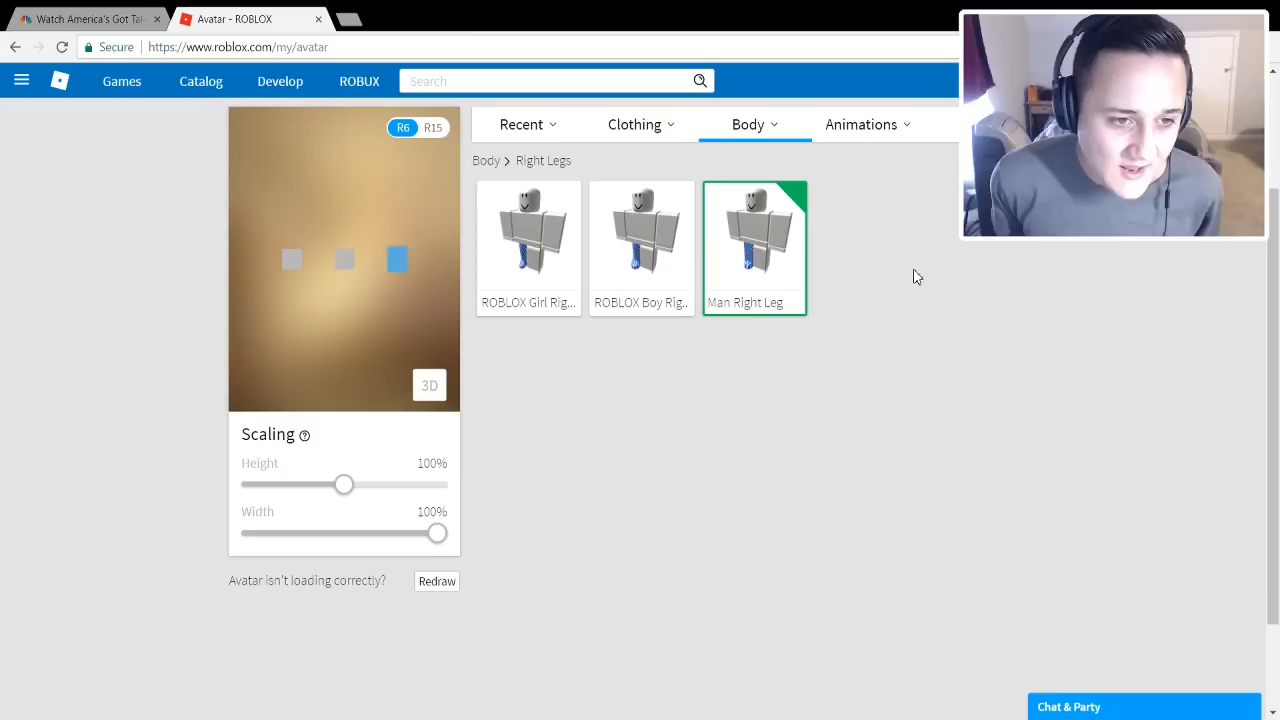 Watch America's Got Tal
Avatar - ROBLOX
Secure
https://www.roblox.com/my/avatar
Games
Catalog
Develop
ROBUX
Search
R6 R15
Recent
Clothing
Body
Animations
Body > Right Legs
ROBLOX Girl Rig...
ROBLOX Boy Rig...
Man Right Leg
3D
Scaling
Height 100%
Width 100%
Avatar isn't loading correctly?
Redraw
Chat & Party